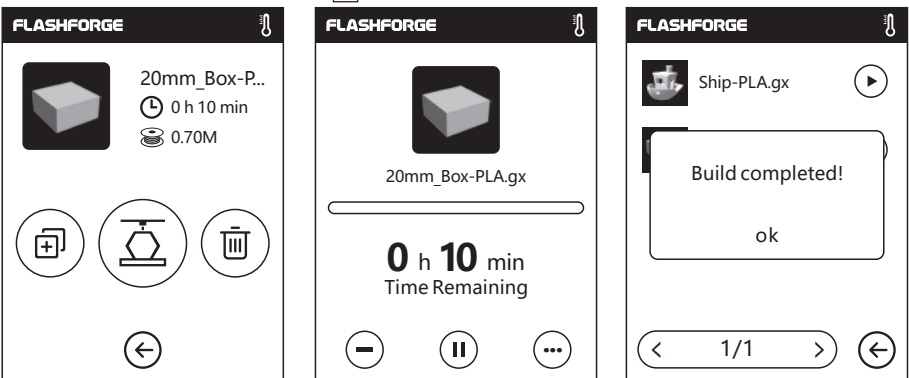 FLASHFORGE
20mm_Box-P...
0 h 10 min
0.70M
FLASHFORGE
20mm_Box-PLA.gx
0 h 10 min
Time Remaining
FLASHFORGE
Ship-PLA.gx
Build completed!
ok
1/1